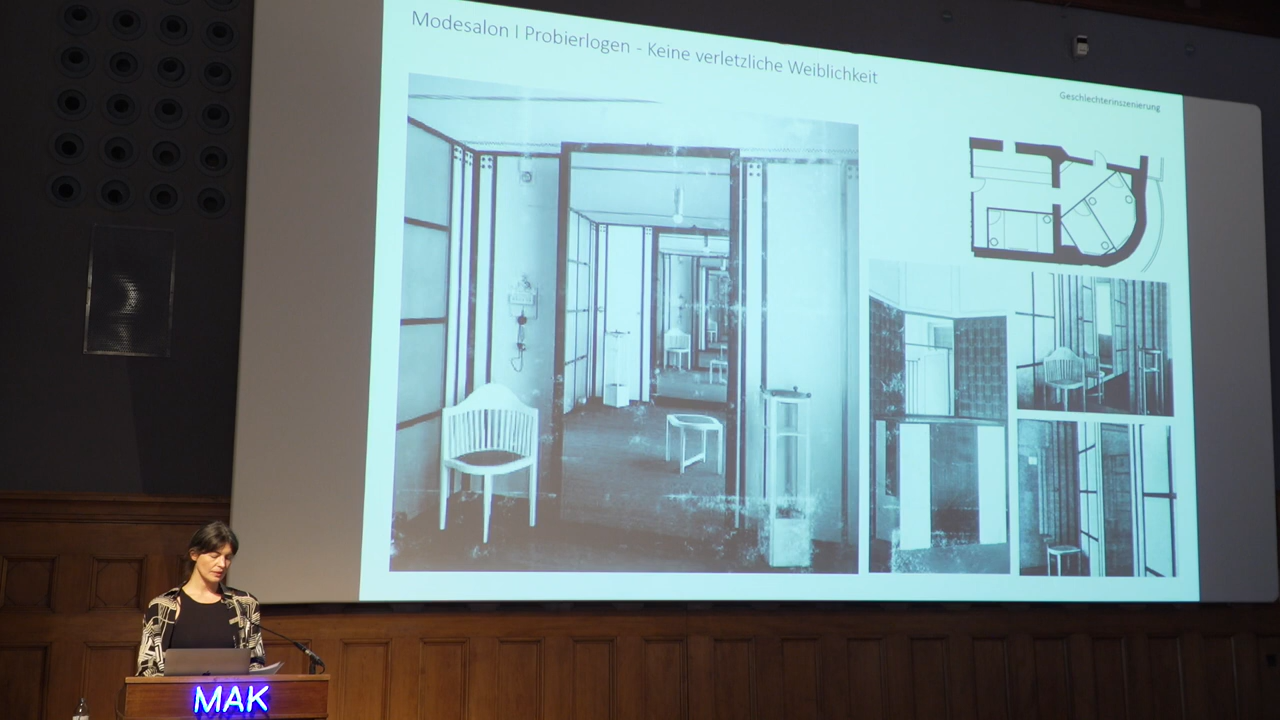 Modesalon I Probierlogen - Keine verletzliche Weiblichkeit
Geschlechterinszenierung
MAK